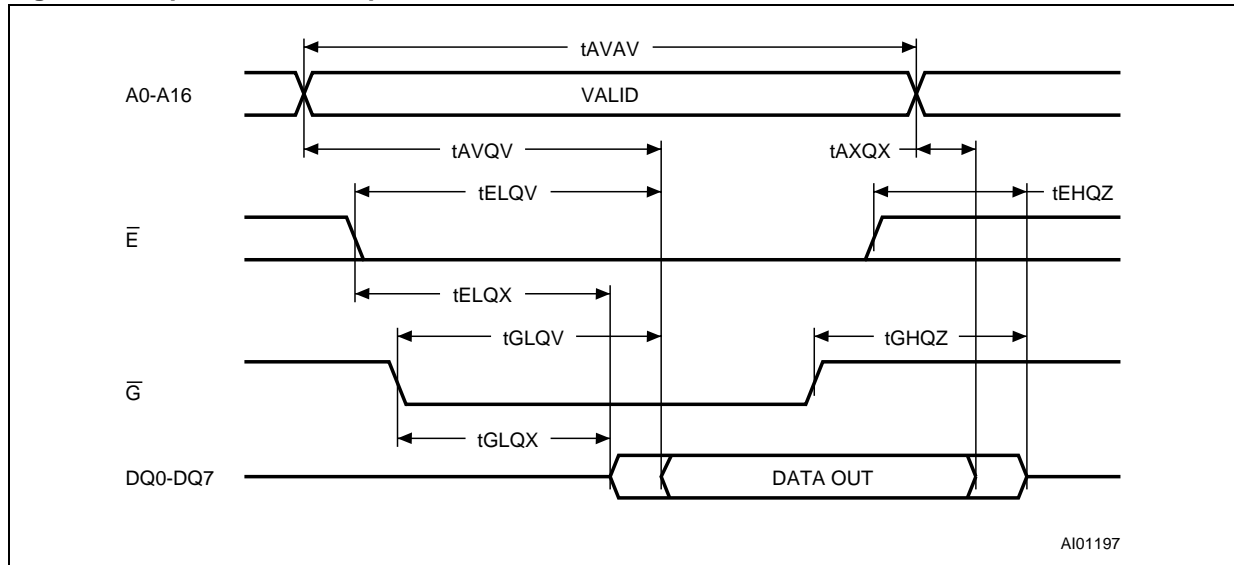 tAVAV
A0-A16
VALID
tAVQV
tAXQX
tELQV
tEHQZ
E̅
tELQX
tGLQV
tGHQZ
G̅
tGLQX
DQ0-DQ7
DATA OUT
AI01197